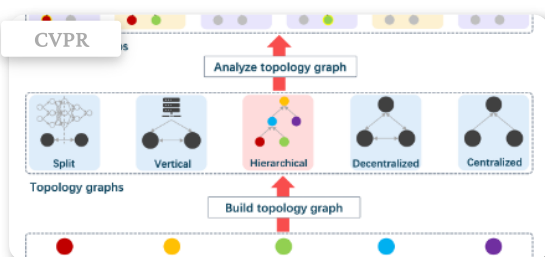 CVPR
Analyze topology graph
Split
Vertical
Hierarchical
Decentralized
Centralized
Topology graphs
Build topology graph